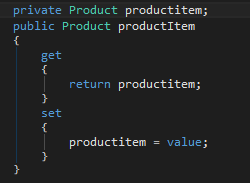 private Product productitem;
public Product productItem
{
get
{
return productitem;
}
set
{
productitem = value;
}
}